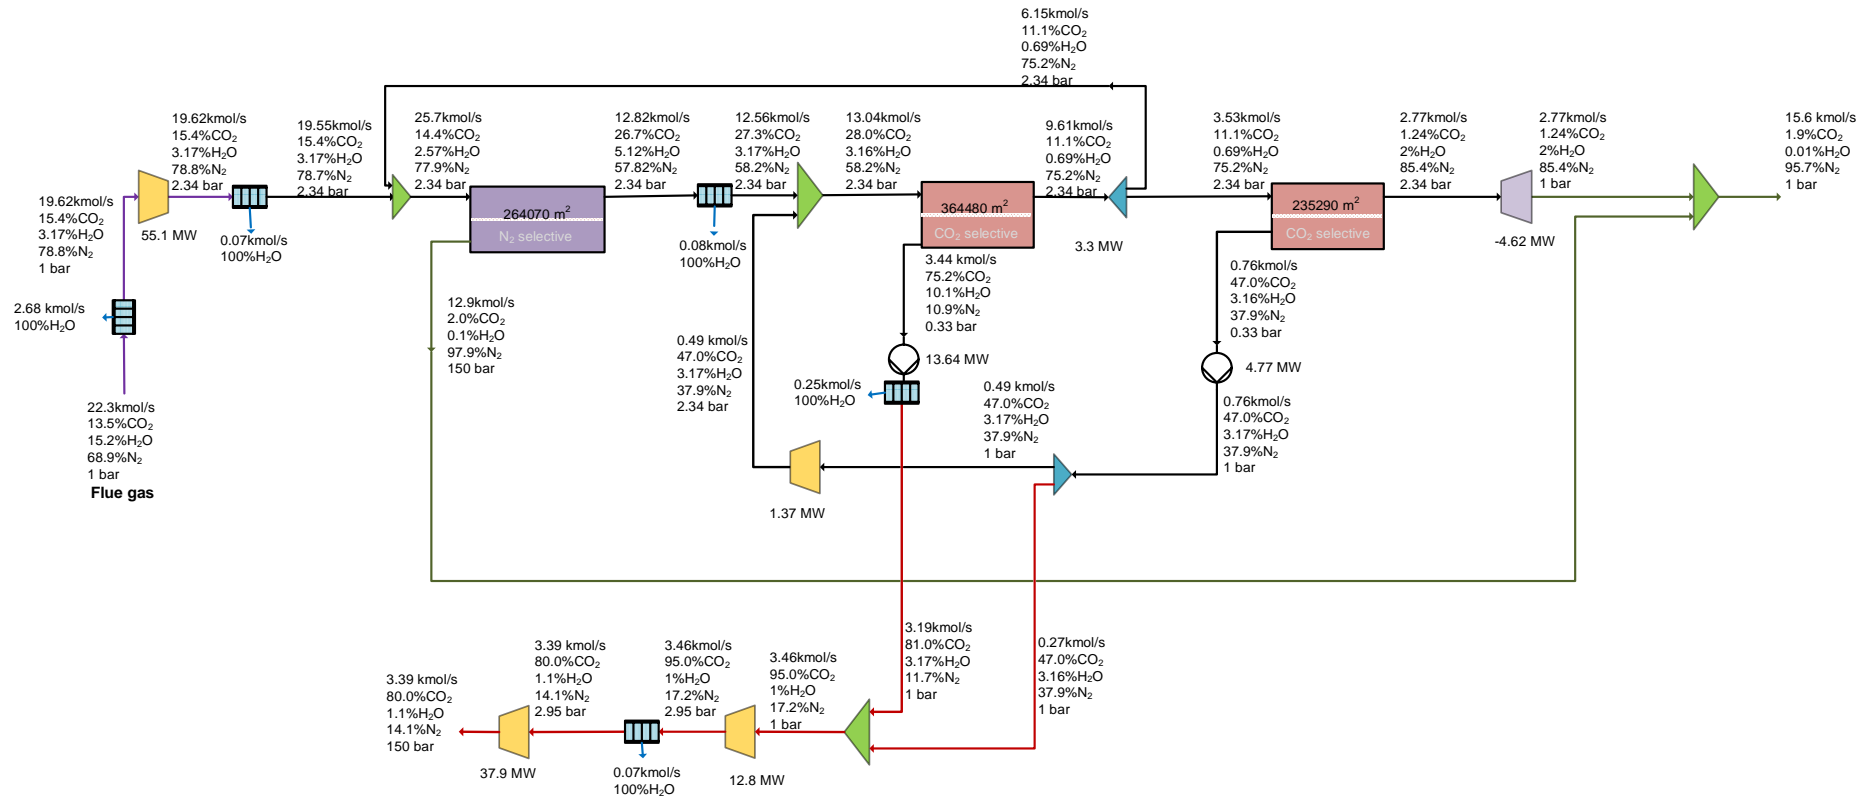 6.15kmol/s
11.1%CO₂
0.69%H₂O
75.2%N₂
2.34 bar
19.62kmol/s
15.4%CO₂
3.17%H₂O
78.8%N₂
2.34 bar
19.55kmol/s
15.4%CO₂
3.17%H₂O
78.7%N₂
2.34 bar
25.7kmol/s
14.4%CO₂
2.57%H₂O
77.9%N₂
2.34 bar
12.82kmol/s
26.7%CO₂
5.12%H₂O
57.82%N₂
2.34 bar
12.56kmol/s
27.3%CO₂
3.17%H₂O
58.2%N₂
2.34 bar
13.04kmol/s
28.0%CO₂
3.16%H₂O
58.2%N₂
2.34 bar
9.61kmol/s
11.1%CO₂
0.69%H₂O
75.2%N₂
2.34 bar
3.53kmol/s
11.1%CO₂
0.69%H₂O
75.2%N₂
2.34 bar
2.77kmol/s
1.24%CO₂
2%H₂O
85.4%N₂
2.34 bar
2.77kmol/s
1.24%CO₂
2%H₂O
85.4%N₂
1 bar
15.6 kmol/s
1.9%CO₂
0.01%H₂O
95.7%N₂
1 bar
19.62kmol/s
15.4%CO₂
3.17%H₂O
78.8%N₂
1 bar
55.1 MW
0.07kmol/s
100%H₂O
264070 m²
N₂ selective
0.08kmol/s
100%H₂O
364480 m²
CO₂ selective
3.3 MW
235290 m²
CO₂ selective
-4.62 MW
2.68 kmol/s
100%H₂O
12.9kmol/s
2.0%CO₂
0.1%H₂O
97.9%N₂
150 bar
3.44 kmol/s
75.2%CO₂
10.1%H₂O
10.9%N₂
0.33 bar
0.76kmol/s
47.0%CO₂
3.16%H₂O
37.9%N₂
0.33 bar
0.49 kmol/s
47.0%CO₂
3.17%H₂O
37.9%N₂
2.34 bar
13.64 MW
4.77 MW
0.25kmol/s
100%H₂O
0.49 kmol/s
47.0%CO₂
3.17%H₂O
37.9%N₂
1 bar
0.76kmol/s
47.0%CO₂
3.17%H₂O
37.9%N₂
1 bar
22.3kmol/s
13.5%CO₂
15.2%H₂O
68.9%N₂
1 bar
Flue gas
1.37 MW
3.39 kmol/s
80.0%CO₂
1.1%H₂O
14.1%N₂
150 bar
3.39 kmol/s
80.0%CO₂
1.1%H₂O
14.1%N₂
2.95 bar
3.46kmol/s
95.0%CO₂
1%H₂O
17.2%N₂
2.95 bar
3.46kmol/s
95.0%CO₂
1%H₂O
17.2%N₂
1 bar
3.19kmol/s
81.0%CO₂
3.17%H₂O
11.7%N₂
1 bar
0.27kmol/s
47.0%CO₂
3.16%H₂O
37.9%N₂
1 bar
37.9 MW
0.07kmol/s
100%H₂O
12.8 MW